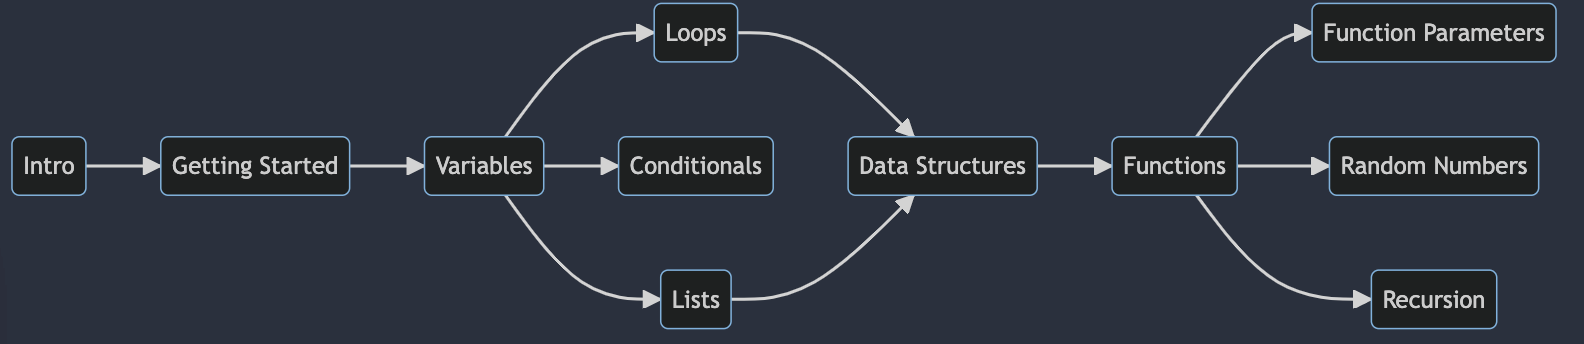 Intro
Getting Started
Variables
Loops
Conditionals
Lists
Data Structures
Functions
Function Parameters
Random Numbers
Recursion